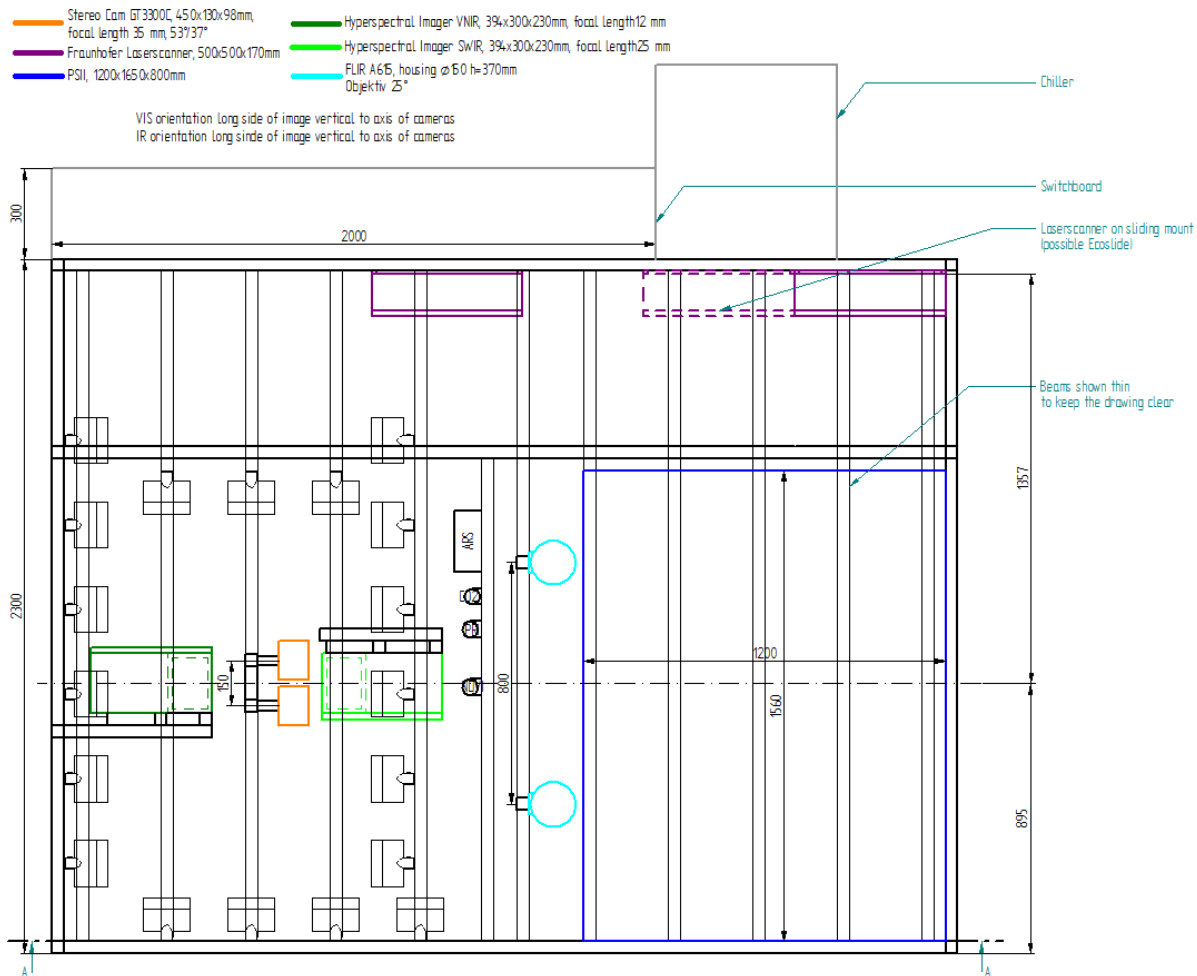 Stereo Cam GT3300C, 450x130x98mm,
focal length 35 mm, 53°/37°
Fraunhofer Laserscanner, 500x500x170mm
PSII, 1200x1650x800mm
Hyperspectral Imager VNIR, 394x300x230mm, focal length12 mm
Hyperspectral Imager SWIR, 394x300x230mm, focal length25 mm
FLIR A615, housing ø150 h=370mm
Objektiv 25°
VIS orientation long side of image vertical to axis of cameras
IR orientation long sinde of image vertical to axis of cameras
Chiller
Switchboard
Laserscanner on sliding mount
(possible Ecoslide)
Beams shown thin
to keep the drawing clear
300
2000
2300
1357
ARS
150
800
1200
1560
895
A
A